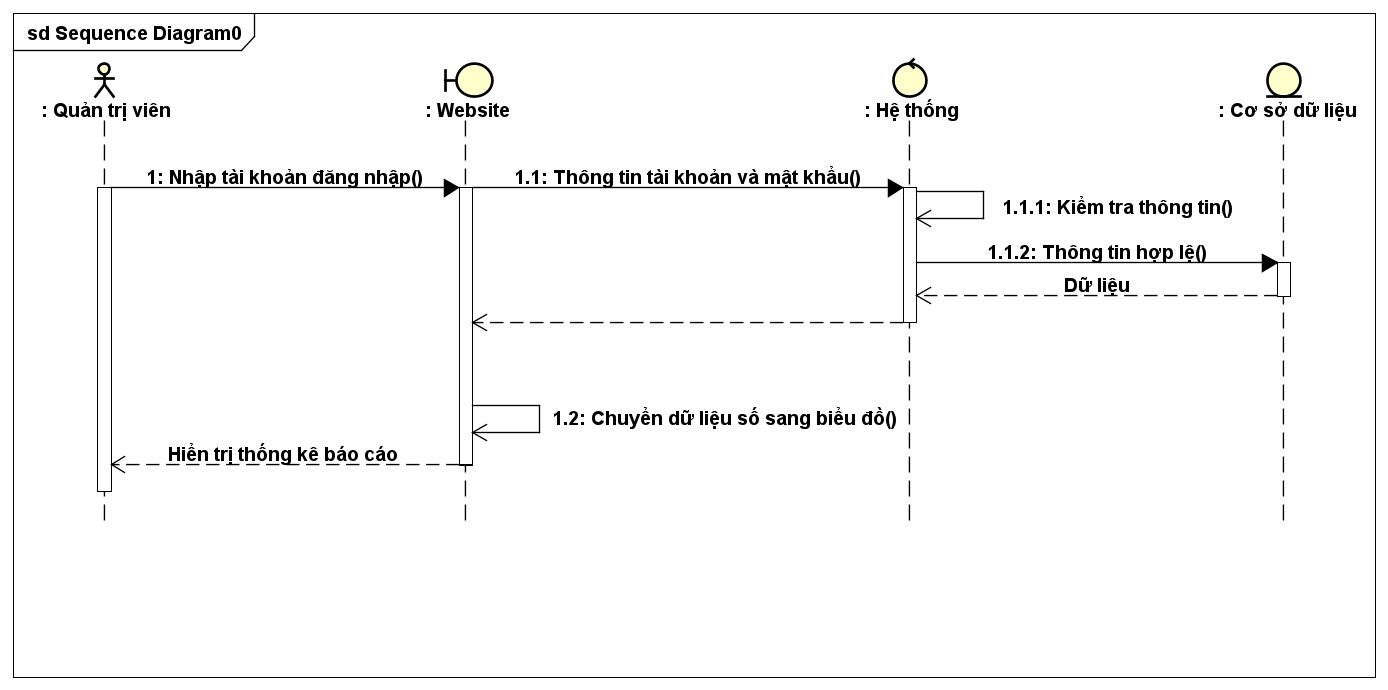 sd Sequence Diagram0
: Quản trị viên
: Website
: Hệ thống
: Cơ sở dữ liệu
1: Nhập tài khoản đăng nhập()
1.1: Thông tin tài khoản và mật khẩu()
1.1.1: Kiểm tra thông tin()
1.1.2: Thông tin hợp lệ()
Dữ liệu
1.2: Chuyển dữ liệu số sang biểu đồ()
Hiển trị thống kê báo cáo